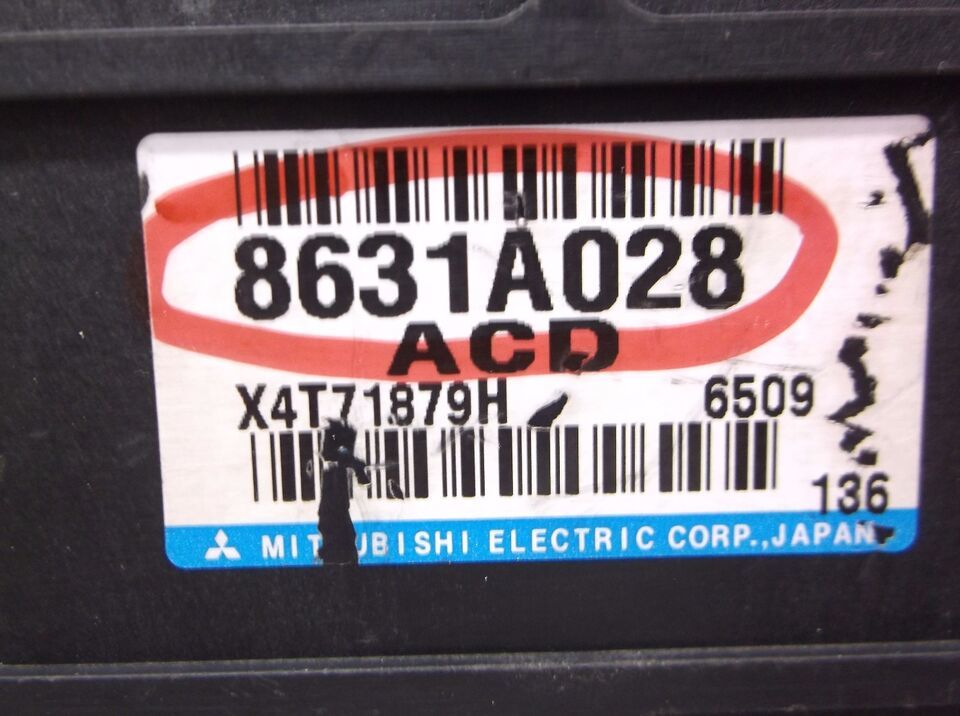 8631A028
ACD
X4T71879H 6509
136
MITSUBISHI ELECTRIC CORP.,JAPAN